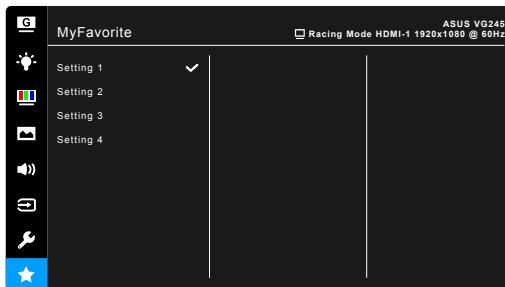 G
MyFavorite
ASUS VG245
Racing Mode HDMI-1 1920x1080 @ 60Hz
Setting 1
Setting 2
Setting 3
Setting 4